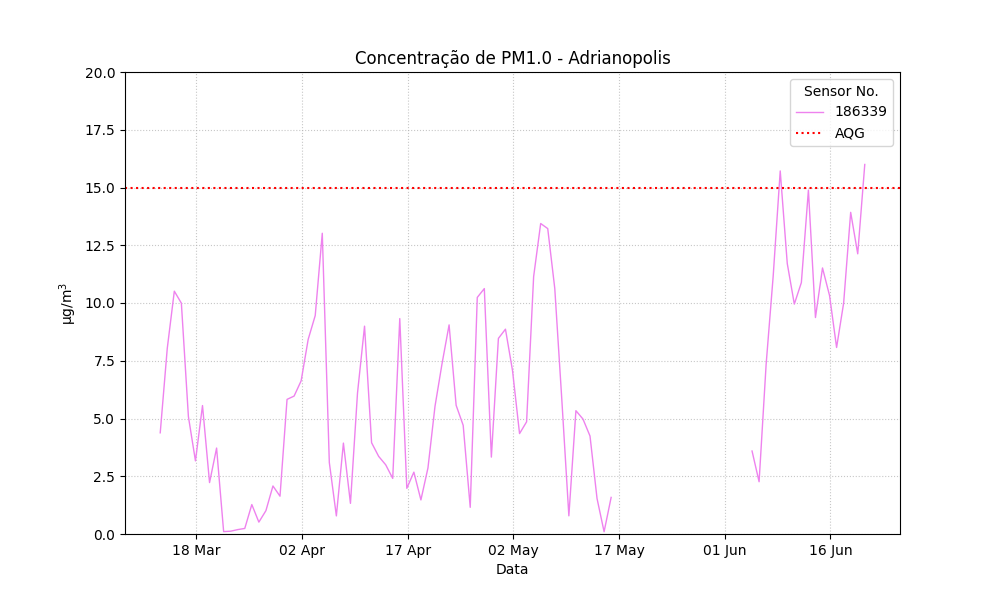 Concentração de PM1.0 - Adrianopolis
20.0
17.5
15.0
12.5
10.0
7.5
5.0
2.5
0.0
µg/m³
Sensor No.
186339
AQG
18 Mar
02 Apr
17 Apr
02 May
17 May
01 Jun
16 Jun
Data